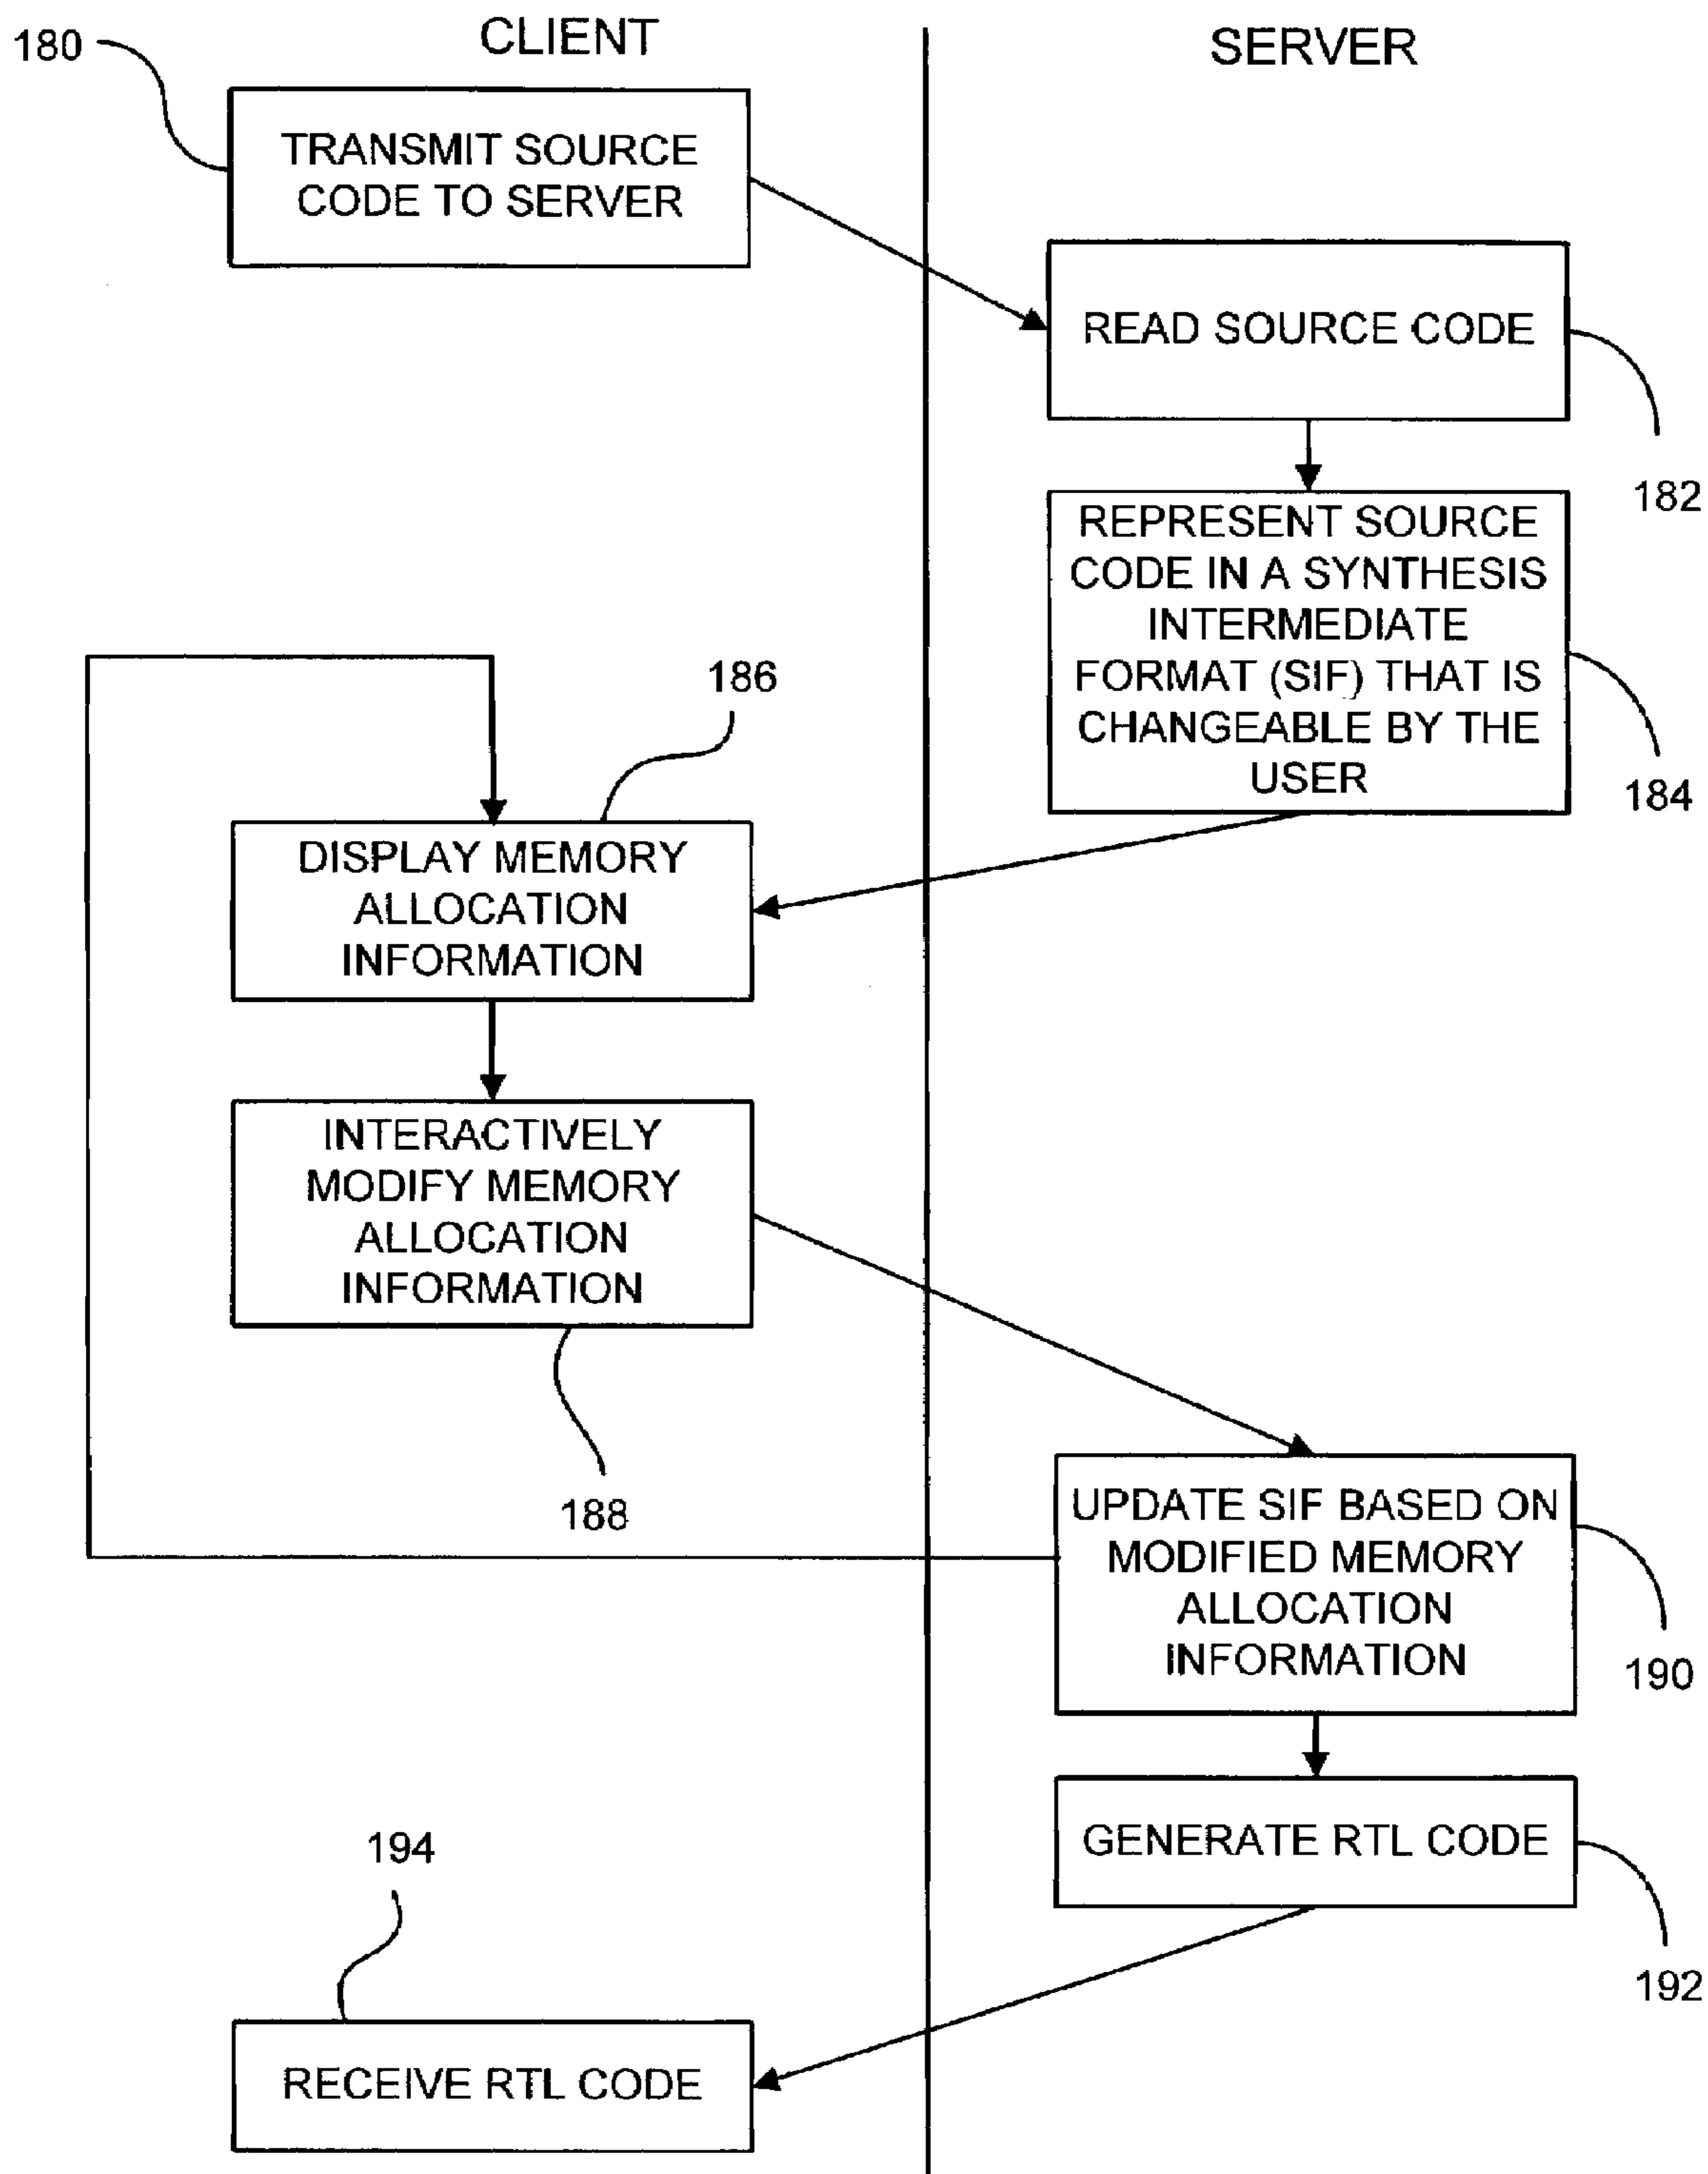 CLIENT
SERVER
180
TRANSMIT SOURCE
CODE TO SERVER
READ SOURCE CODE
182
REPRESENT SOURCE
CODE IN A SYNTHESIS
INTERMEDIATE
FORMAT (SIF) THAT IS
CHANGEABLE BY THE
USER
184
186
DISPLAY MEMORY
ALLOCATION
INFORMATION
INTERACTIVELY
MODIFY MEMORY
ALLOCATION
INFORMATION
188
UPDATE SIF BASED ON
MODIFIED MEMORY
ALLOCATION
INFORMATION
190
GENERATE RTL CODE
192
194
RECEIVE RTL CODE